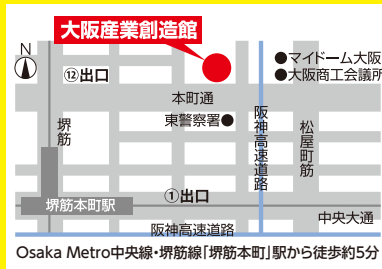 大阪産業創造館
N
●マイドーム大阪
●大阪商工会議所
⑫出口
本町通
東警察署●
堺筋
阪神高速道路
松屋町筋
①出口
堺筋本町駅
中央大通
阪神高速道路
Osaka Metro中央線・堺筋線「堺筋本町」駅から徒歩約5分